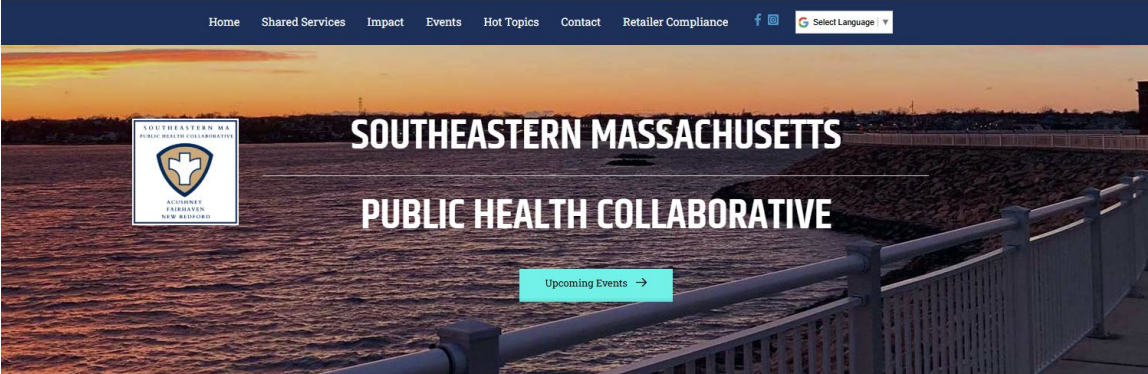 Home Shared Services Impact Events Hot Topics Contact Retailer Compliance f G Select Language ▼
SOUTHEASTERN MA
PUBLIC HEALTH COLLABORATIVE
ACUSHNET
FAIRHAVEN
NEW BEDFORD
SOUTHEASTERN MASSACHUSETTS
PUBLIC HEALTH COLLABORATIVE
Upcoming Events →